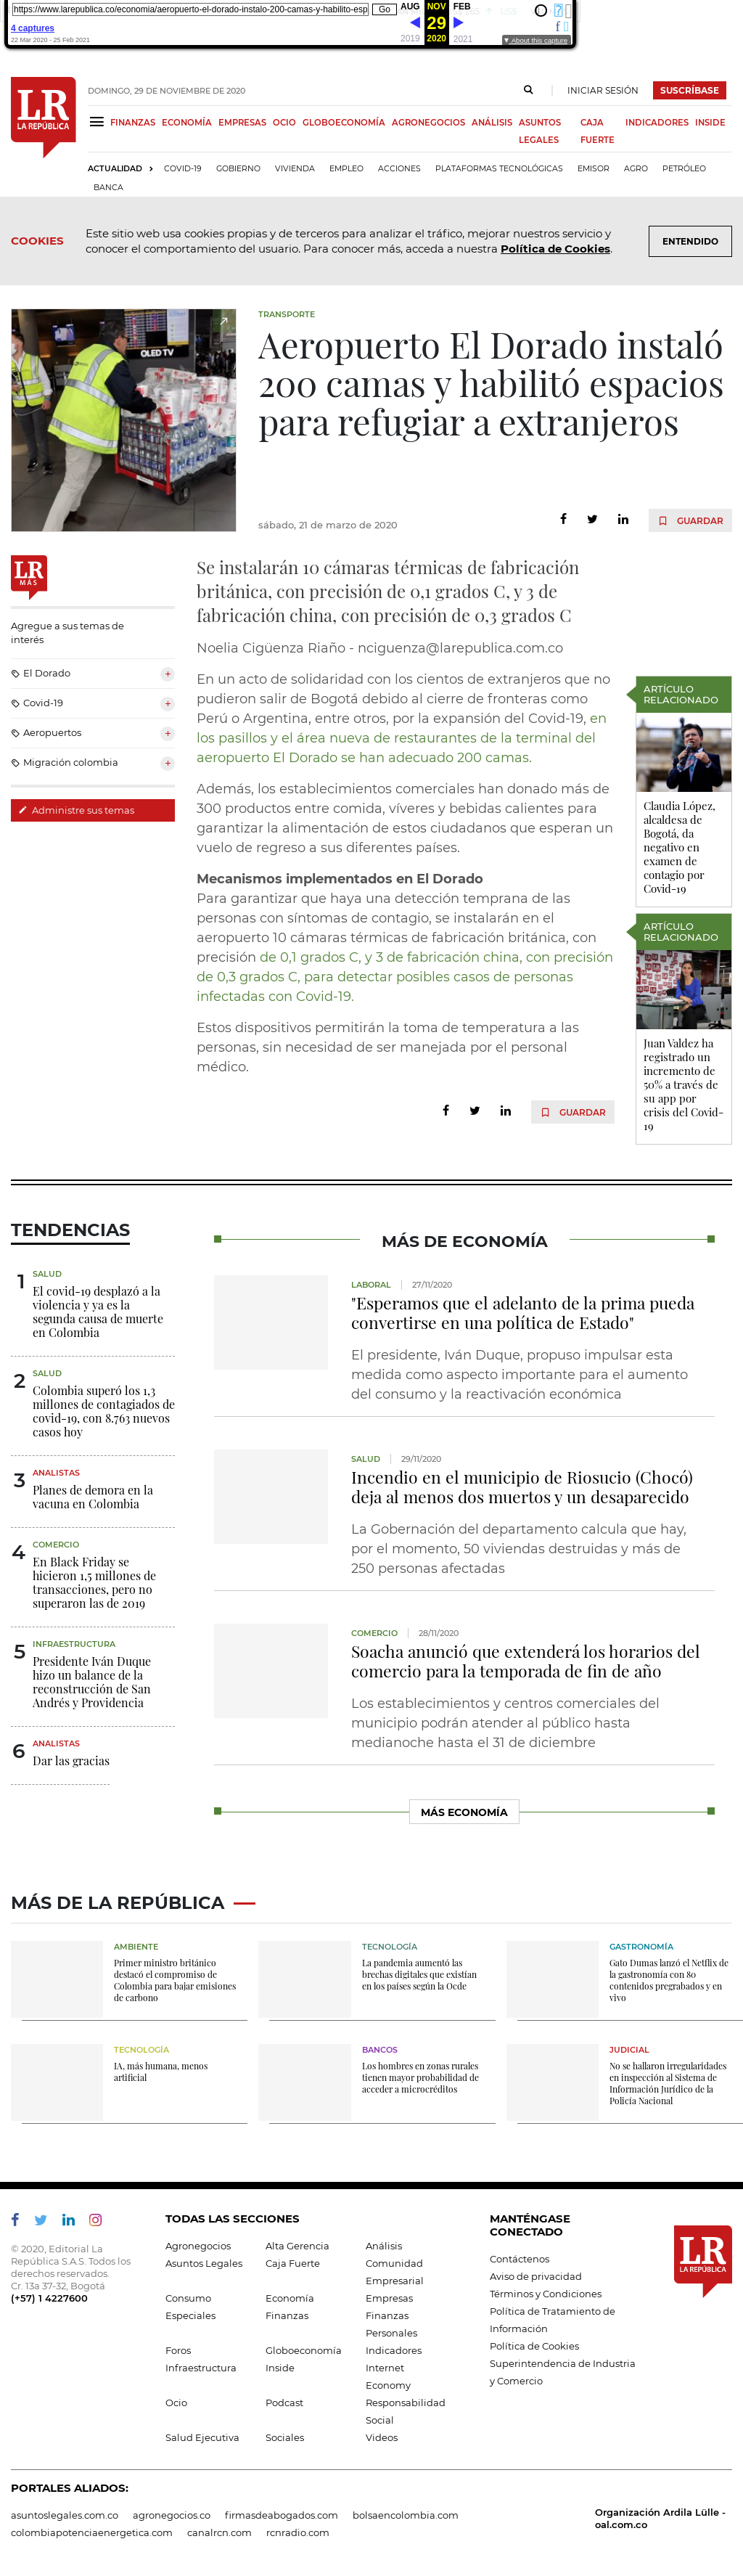 https://www.larepublica.co/economia/aeropuerto-el-dorado-instalo-200-camas-y-habilito-esp
Go
AUG NOV FEB
29
2019 2020 2021
4 captures
22 Mar 2020 - 25 Feb 2021
▼ About this capture
LR
LA REPÚBLICA
DOMINGO, 29 DE NOVIEMBRE DE 2020
INICIAR SESIÓN
SUSCRÍBASE
FINANZAS ECONOMÍA EMPRESAS OCIO GLOBOECONOMÍA AGRONEGOCIOS ANÁLISIS ASUNTOS LEGALES CAJA FUERTE INDICADORES INSIDE
ACTUALIDAD COVID-19 GOBIERNO VIVIENDA EMPLEO ACCIONES PLATAFORMAS TECNOLÓGICAS EMISOR AGRO PETRÓLEO
BANCA
COOKIES
Este sitio web usa cookies propias y de terceros para analizar el tráfico, mejorar nuestros servicio y
conocer el comportamiento del usuario. Para conocer más, acceda a nuestra Política de Cookies.
ENTENDIDO
OLED TV
TRANSPORTE
Aeropuerto El Dorado instaló
200 camas y habilitó espacios
para refugiar a extranjeros
sábado, 21 de marzo de 2020
GUARDAR
LR
MÁS
Agregue a sus temas de
interés
El Dorado +
Covid-19 +
Aeropuertos +
Migración colombia +
Administre sus temas
Se instalarán 10 cámaras térmicas de fabricación
británica, con precisión de 0,1 grados C, y 3 de
fabricación china, con precisión de 0,3 grados C
Noelia Cigüenza Riaño - nciguenza@larepublica.com.co
En un acto de solidaridad con los cientos de extranjeros que no
pudieron salir de Bogotá debido al cierre de fronteras como
Perú o Argentina, entre otros, por la expansión del Covid-19, en
los pasillos y el área nueva de restaurantes de la terminal del
aeropuerto El Dorado se han adecuado 200 camas.
Además, los establecimientos comerciales han donado más de
300 productos entre comida, víveres y bebidas calientes para
garantizar la alimentación de estos ciudadanos que esperan un
vuelo de regreso a sus diferentes países.
Mecanismos implementados en El Dorado
Para garantizar que haya una detección temprana de las
personas con síntomas de contagio, se instalarán en el
aeropuerto 10 cámaras térmicas de fabricación británica, con
precisión de 0,1 grados C, y 3 de fabricación china, con precisión
de 0,3 grados C, para detectar posibles casos de personas
infectadas con Covid-19.
Estos dispositivos permitirán la toma de temperatura a las
personas, sin necesidad de ser manejada por el personal
médico.
GUARDAR
ARTÍCULO
RELACIONADO
Claudia López,
alcaldesa de
Bogotá, da
negativo en
examen de
contagio por
Covid-19
ARTÍCULO
RELACIONADO
Juan Valdez ha
registrado un
incremento de
50% a través de
su app por
crisis del Covid-
19
TENDENCIAS
1
SALUD
El covid-19 desplazó a la
violencia y ya es la
segunda causa de muerte
en Colombia
2
SALUD
Colombia superó los 1,3
millones de contagiados de
covid-19, con 8.763 nuevos
casos hoy
3
ANALISTAS
Planes de demora en la
vacuna en Colombia
4
COMERCIO
En Black Friday se
hicieron 1,5 millones de
transacciones, pero no
superaron las de 2019
5
INFRAESTRUCTURA
Presidente Iván Duque
hizo un balance de la
reconstrucción de San
Andrés y Providencia
6
ANALISTAS
Dar las gracias
MÁS DE ECONOMÍA
LABORAL 27/11/2020
"Esperamos que el adelanto de la prima pueda
convertirse en una política de Estado"
El presidente, Iván Duque, propuso impulsar esta
medida como aspecto importante para el aumento
del consumo y la reactivación económica
SALUD 29/11/2020
Incendio en el municipio de Riosucio (Chocó)
deja al menos dos muertos y un desaparecido
La Gobernación del departamento calcula que hay,
por el momento, 50 viviendas destruidas y más de
250 personas afectadas
COMERCIO 28/11/2020
Soacha anunció que extenderá los horarios del
comercio para la temporada de fin de año
Los establecimientos y centros comerciales del
municipio podrán atender al público hasta
medianoche hasta el 31 de diciembre
MÁS ECONOMÍA
MÁS DE LA REPÚBLICA
AMBIENTE
Primer ministro británico
destacó el compromiso de
Colombia para bajar emisiones
de carbono
TECNOLOGÍA
La pandemia aumentó las
brechas digitales que existían
en los países según la Ocde
GASTRONOMÍA
Gato Dumas lanzó el Netflix de
la gastronomía con 80
contenidos pregrabados y en
vivo
TECNOLOGÍA
IA, más humana, menos
artificial
BANCOS
Los hombres en zonas rurales
tienen mayor probabilidad de
acceder a microcréditos
JUDICIAL
No se hallaron irregularidades
en inspección al Sistema de
Información Jurídico de la
Policía Nacional
© 2020, Editorial La
República S.A.S. Todos los
derechos reservados.
Cr. 13a 37-32, Bogotá
(+57) 1 4227600
TODAS LAS SECCIONES
Agronegocios Alta Gerencia Análisis
Asuntos Legales Caja Fuerte Comunidad
Empresarial
Consumo Economía Empresas
Especiales Finanzas Finanzas
Personales
Foros Globoeconomía Indicadores
Infraestructura Inside Internet
Economy
Ocio Podcast Responsabilidad
Social
Salud Ejecutiva Sociales Videos
MANTÉNGASE
CONECTADO
Contáctenos
Aviso de privacidad
Términos y Condiciones
Política de Tratamiento de
Información
Política de Cookies
Superintendencia de Industria
y Comercio
LR
LA REPÚBLICA
PORTALES ALIADOS:
asuntoslegales.com.co agronegocios.co firmasdeabogados.com bolsaencolombia.com
colombiapotenciaenergetica.com canalrcn.com rcnradio.com
Organización Ardila Lülle -
oal.com.co